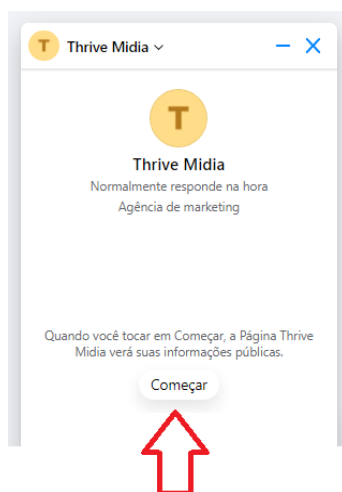 T Thrive Midia
T
Thrive Midia
Normalmente responde na hora
Agência de marketing
Quando você tocar em Começar, a Página Thrive
Midia verá suas informações públicas.
Começar